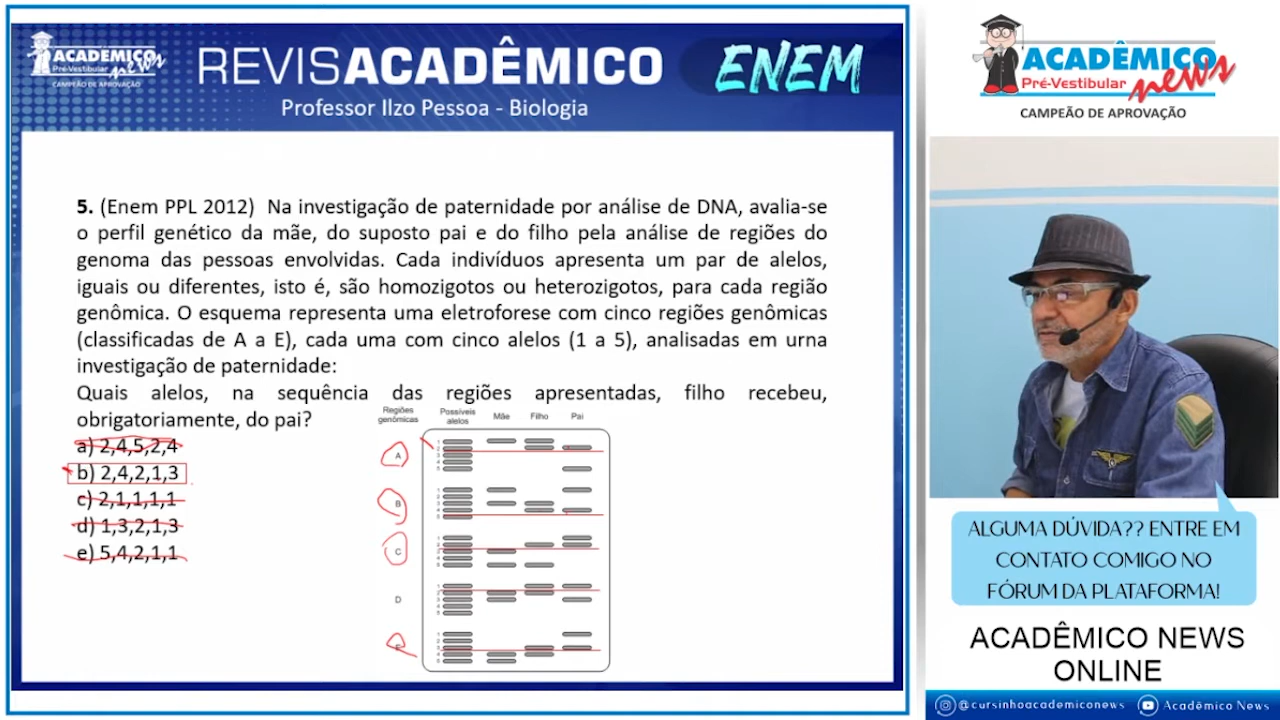 ACADÊMICO
Pré-Vestibular news
CAMPEÃO DE APROVAÇÃO
REVISACADÊMICO
ENEM
Professor Ilzo Pessoa - Biologia
5. (Enem PPL 2012) Na investigação de paternidade por análise de DNA, avalia-se
o perfil genético da mãe, do suposto pai e do filho pela análise de regiões do
genoma das pessoas envolvidas. Cada indivíduos apresenta um par de alelos,
iguais ou diferentes, isto é, são homozigotos ou heterozigotos, para cada região
genômica. O esquema representa uma eletroforese com cinco regiões genômicas
(classificadas de A a E), cada uma com cinco alelos (1 a 5), analisadas em urna
investigação de paternidade:
Quais alelos, na sequência das regiões apresentadas, filho recebeu,
obrigatoriamente, do pai?
a) 2,4,5,2,4
b) 2,4,2,1,3
c) 2,1,1,1,1
d) 1,3,2,1,3
e) 5,4,2,1,1
Regiões genômicas
Possíveis alelos
Mãe
Filho
Pai
A
B
C
D
E
ACADÊMICO
Pré-Vestibular news
CAMPEÃO DE APROVAÇÃO
ALGUMA DÚVIDA?? ENTRE EM
CONTATO COMIGO NO
FÓRUM DA PLATAFORMA!
ACADÊMICO NEWS
ONLINE
@cursinhoacademiconews
Acadêmico News